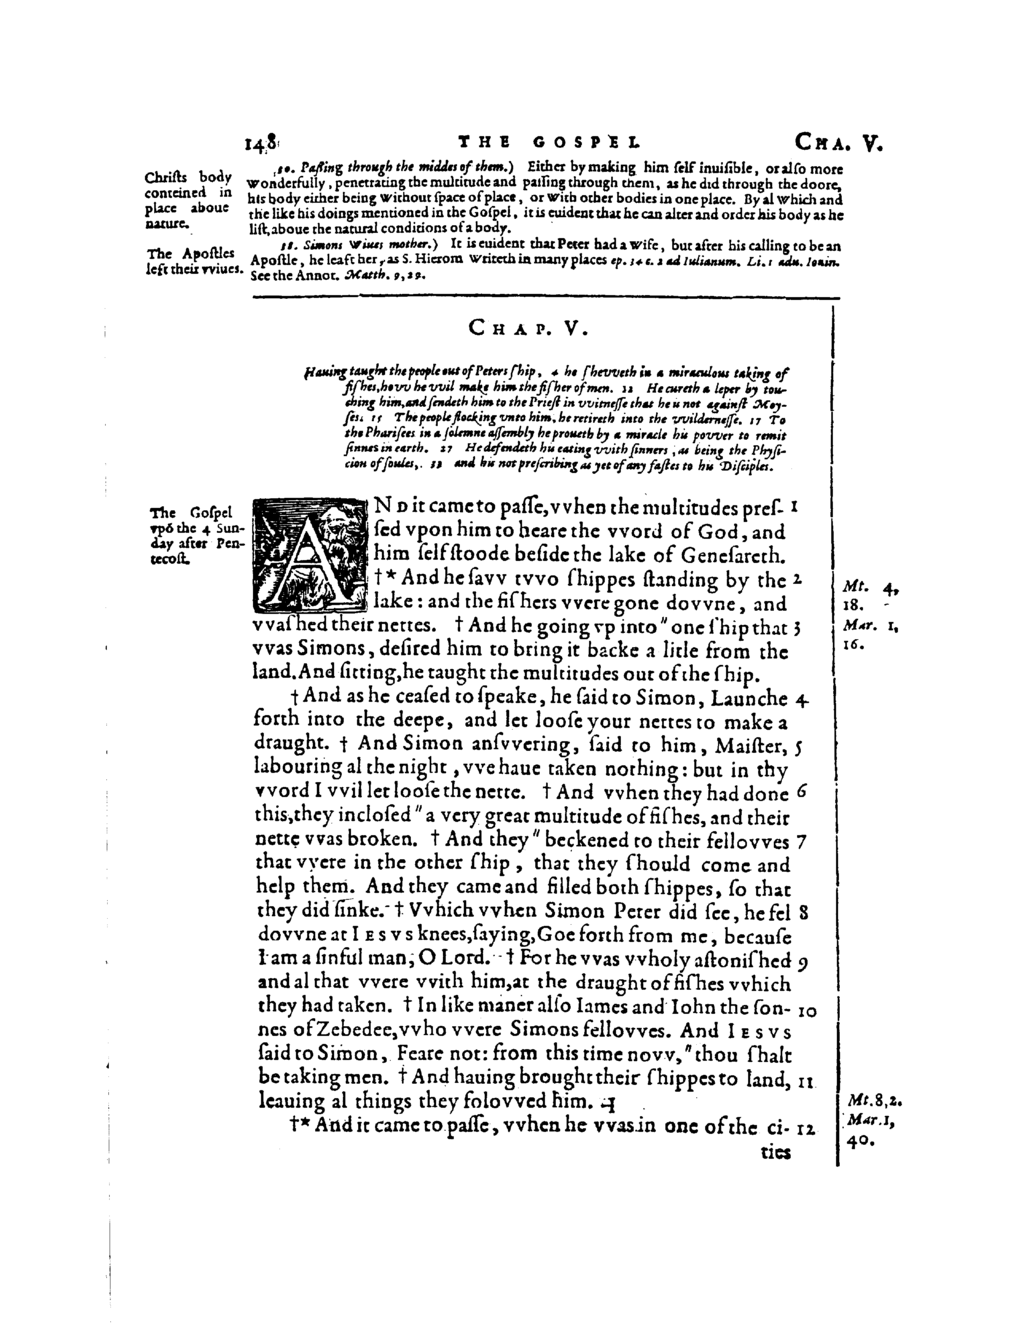 148 THE GOSPEL CHA. V.
Chriſts body
conteined in
place aboue
nature.
The Apoſtles
left their vviues.
30. Paſſing through the middes of them.) Either by making him ſelf inuiſible, or alſo more
wonderfully, penetrating the multitude and paſſing through them, as he did through the doore,
his body either being without ſpace of place, or with other bodies in one place. By al which and
the like his doings mentioned in the Goſpel, it is euident that he can alter and order his body as he
liſt, aboue the natural conditions of a body.
38. Simons wiues mother.) It is euident that Peter had a wife, but after his calling to be an
Apoſtle, he leaft her, as S. Hierom writeth in many places ep. 34 c. 2 ad Iulianum. Li. 1 adu. Iouin.
See the Annot. Matth. 9, 29.
CHAP. V.
Hauing taught the people out of Peters ſhip, 4 he ſhevveth in a miraculous taking of
fiſhes, hovv he vvil make him the fiſher of men. 12 He cureth a leper by tou-
ching him, and ſendeth him to the Prieſt in vvitneſſe that he is not againſt Moy-
ſes. 15 The people flocking vnto him, he retireth into the vvilderneſſe. 17 To
the Phariſees in a ſolemne aſſembly he proueth by a miracle his povver to remit
ſinnes in earth. 27 He defendeth his eating vvith ſinners, as being the Phyſi-
cion of ſoules, 33 and his not preſcribing as yet of any faſtes to his Diſciples.
The Goſpel
vpō the 4 Sun-
day after Pen-
tecoſt.
AND it came to paſſe, vvhen the multitudes preſ- 1
ſed vpon him to heare the vvord of God, and
him ſelf ſtoode beſide the lake of Geneſareth.
† * And he ſavv tvvo ſhippes ſtanding by the 2
lake: and the fiſhers vvere gone dovvne, and
vvaſhed their nettes. † And he going vp into " one ſhip that 3
vvas Simons, deſired him to bring it backe a litle from the
land. And ſitting, he taught the multitudes out of the ſhip.
† And as he ceaſed to ſpeake, he ſaid to Simon, Launche 4
forth into the deepe, and let looſe your nettes to make a
draught. † And Simon anſvvering, ſaid to him, Maiſter, 5
labouring al the night, vve haue taken nothing: but in thy
vvord I vvil let looſe the nette. † And vvhen they had done 6
this, they incloſed " a very great multitude of fiſhes, and their
nette vvas broken. † And they " beckened to their fellovves 7
that vvere in the other ſhip, that they ſhould come and
help them. And they came and filled both ſhippes, ſo that
they did ſinke. † Vvhich vvhen Simon Peter did ſee, he fel 8
dovvne at IESVS knees, ſaying, Goe forth from me, becauſe
I am a ſinful man, O Lord. † For he vvas vvholy aſtoniſhed 9
and al that vvere vvith him, at the draught of fiſhes vvhich
they had taken. † In like maner alſo Iames and Iohn the ſon- 10
nes of Zebedee, vvho vvere Simons fellovves. And IESVS
ſaid to Simon, Feare not: from this time novv, " thou ſhalt
be taking men. † And hauing brought their ſhippes to land, 11
leauing al things they folovved him.
†* And it came to paſſe, vvhen he vvas in one of the ci- 12
ties
Mt. 4,
18.
Mar. 1,
16.
Mt. 8, 2.
Mar. 1,
40.